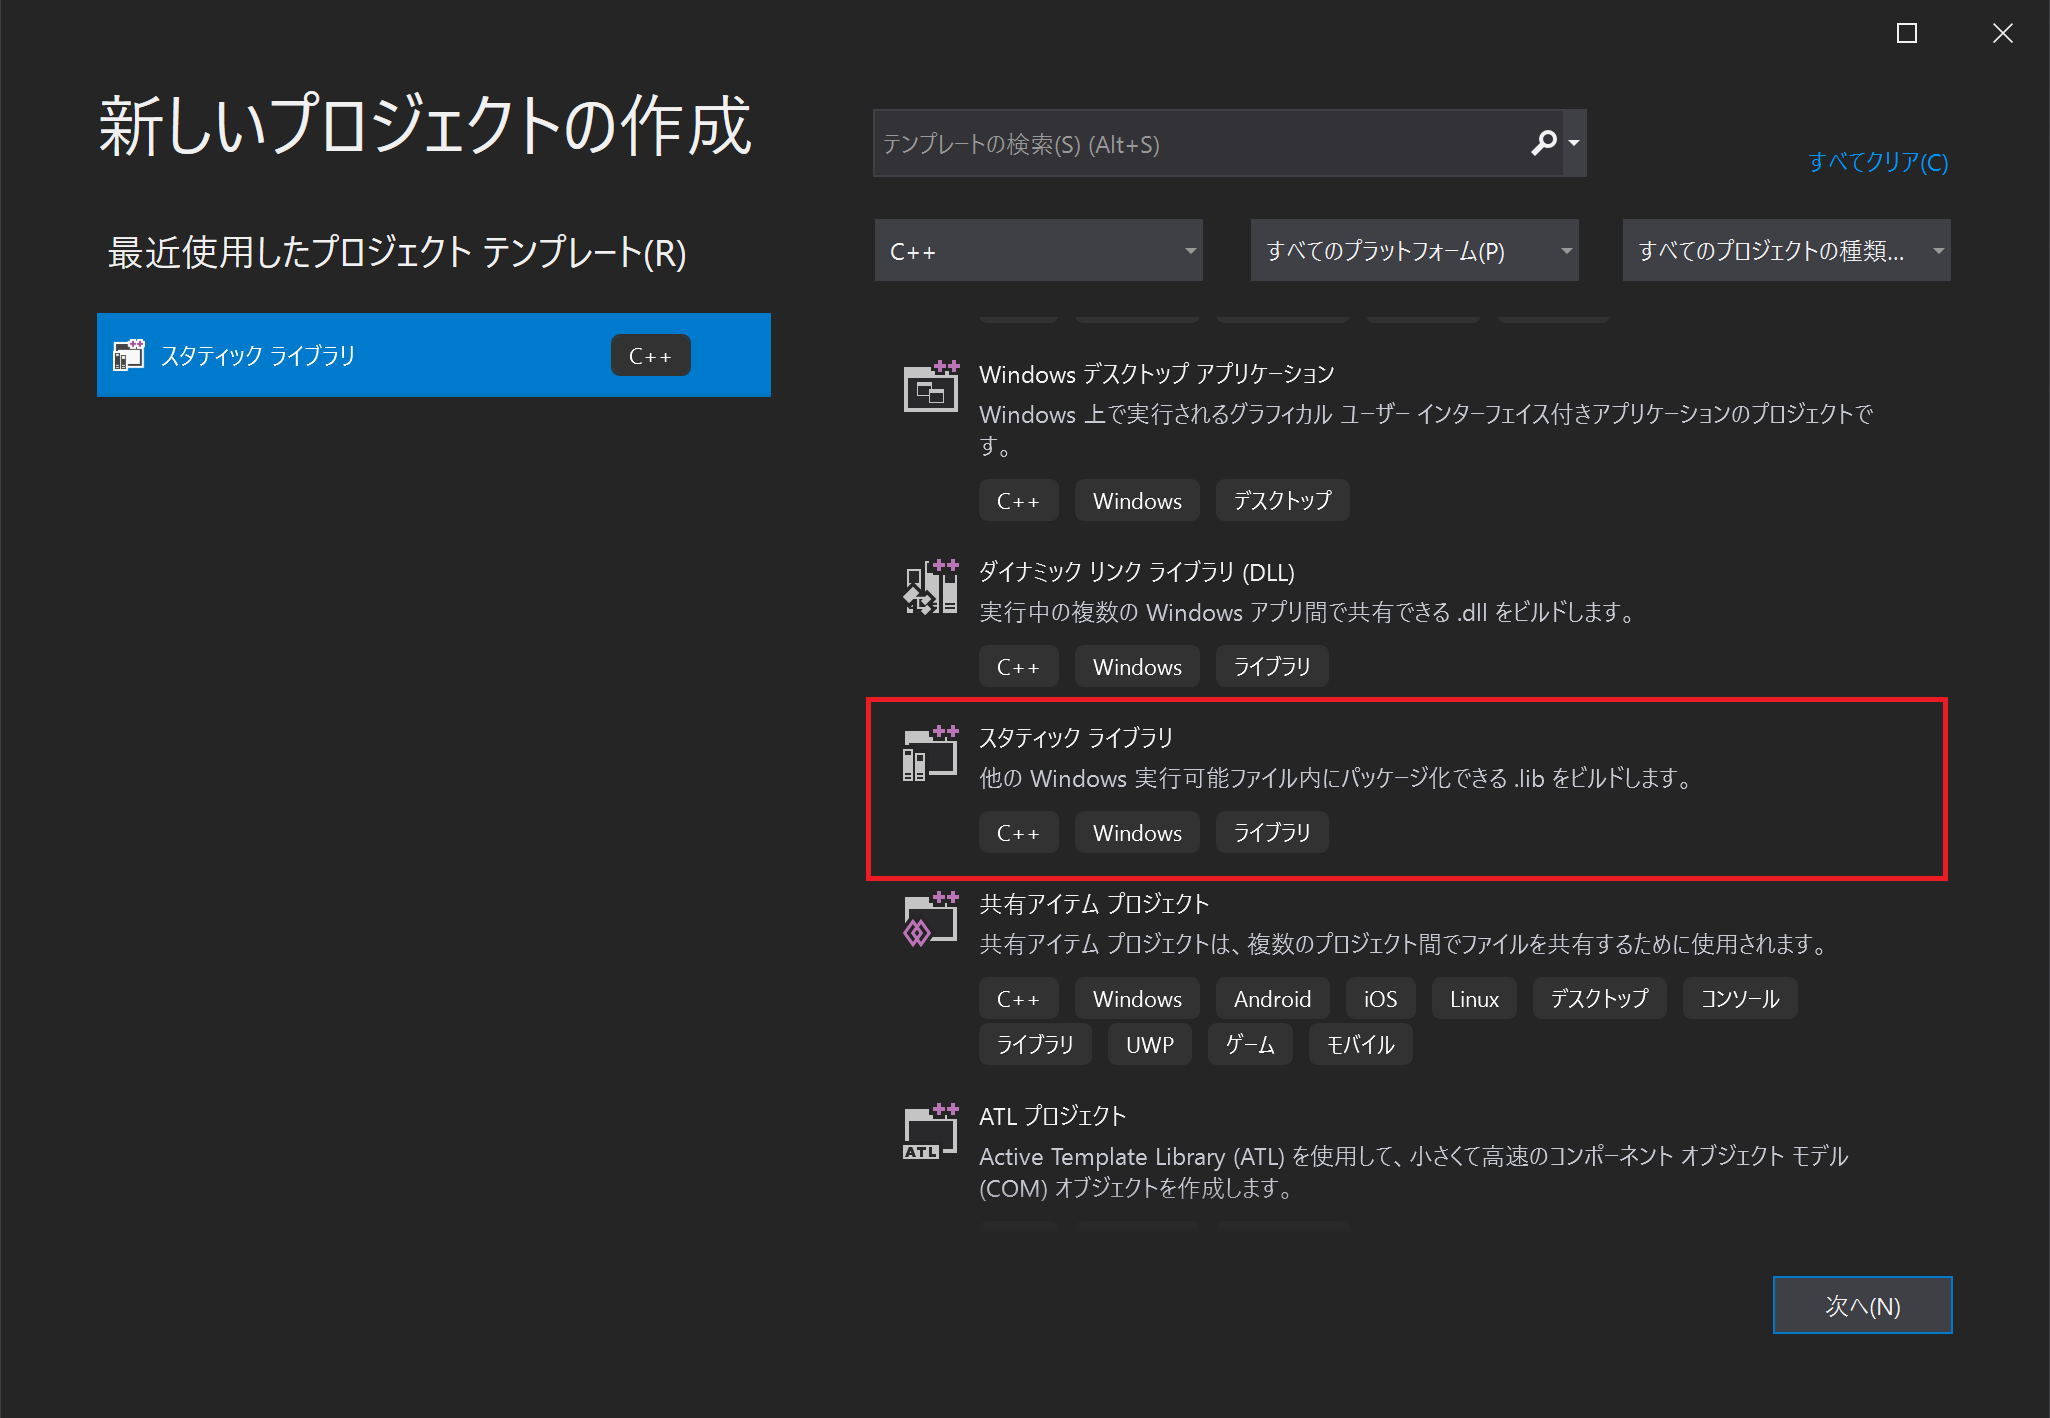 新しいプロジェクトの作成
最近使用したプロジェクト テンプレート(R)
スタティック ライブラリ C++
テンプレートの検索(S) (Alt+S)
すべてクリア(C)
C++ すべてのプラットフォーム(P) すべてのプロジェクトの種類...
Windows デスクトップ アプリケーション
Windows 上で実行されるグラフィカル ユーザー インターフェイス付きアプリケーションのプロジェクトで
す。
C++ Windows デスクトップ
ダイナミック リンク ライブラリ (DLL)
実行中の複数の Windows アプリ間で共有できる .dll をビルドします。
C++ Windows ライブラリ
スタティック ライブラリ
他の Windows 実行可能ファイル内にパッケージ化できる .lib をビルドします。
C++ Windows ライブラリ
共有アイテム プロジェクト
共有アイテム プロジェクトは、複数のプロジェクト間でファイルを共有するために使用されます。
C++ Windows Android iOS Linux デスクトップ コンソール
ライブラリ UWP ゲーム モバイル
ATL
ATL プロジェクト
Active Template Library (ATL) を使用して、小さくて高速のコンポーネント オブジェクト モデル
(COM) オブジェクトを作成します。
次へ(N)